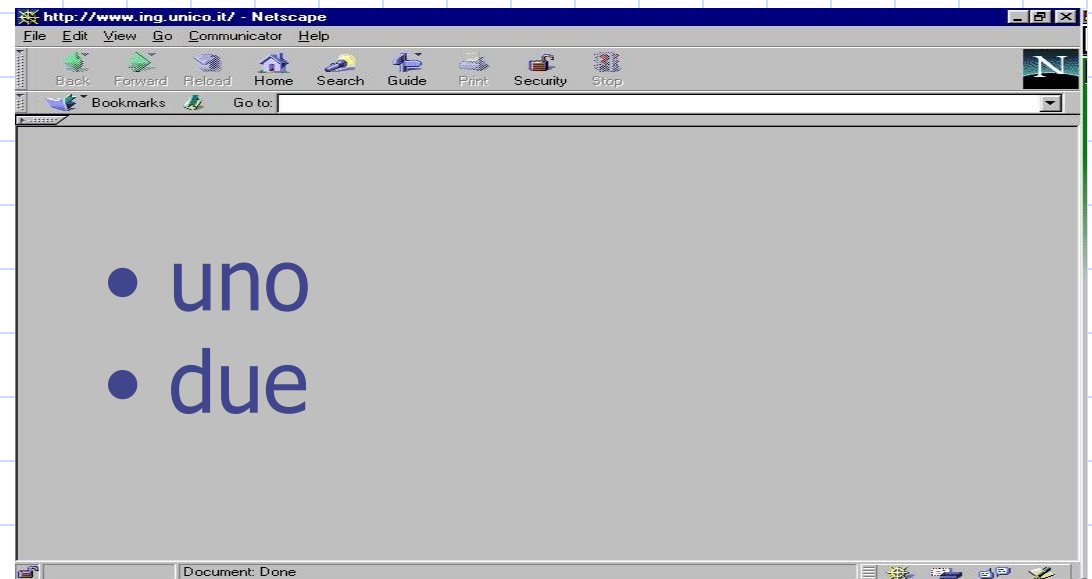 http://www.ing.unico.it/ - Netscape
File Edit View Go Communicator Help
Back Forward Reload Home Search Guide Print Security Stop
N
Bookmarks Go to:
• uno
• due
Document: Done